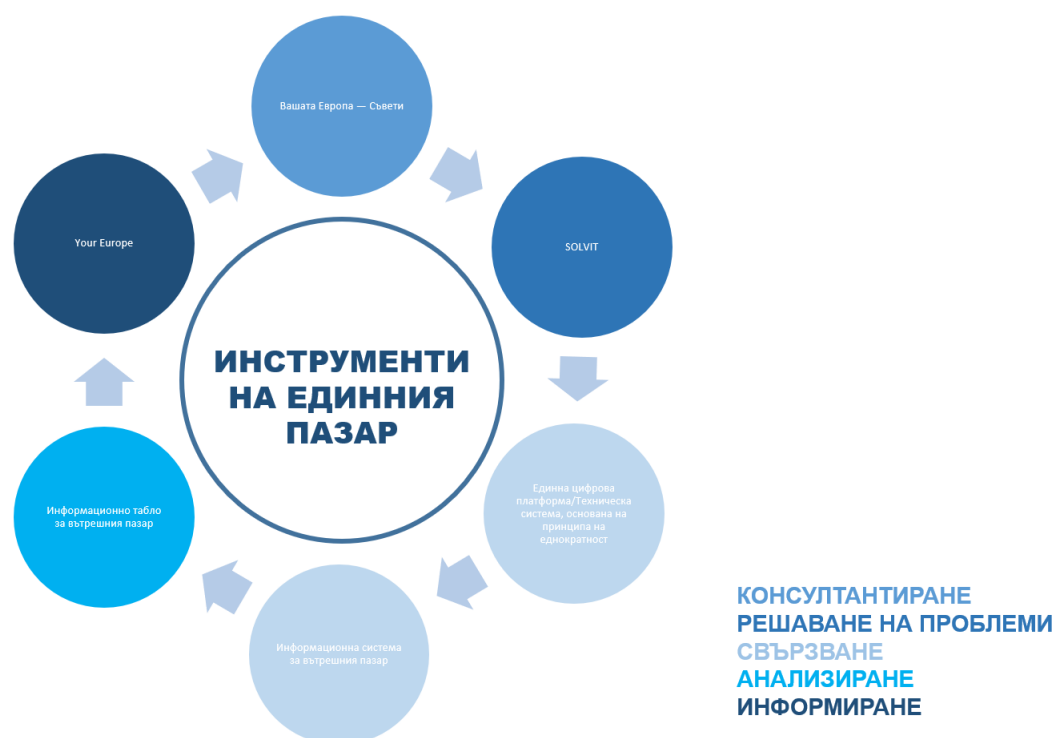 Вашата Европа — Съвети
Your Europe
SOLVIT
ИНСТРУМЕНТИ
НА ЕДИННИЯ
ПАЗАР
Информационно табло
за вътрешния пазар
Единна цифрова
платформа/Техническа
система, основана на
принципа на
еднократност
Информационна система
за вътрешния пазар
КОНСУЛТАНТИРАНЕ
РЕШАВАНЕ НА ПРОБЛЕМИ
СВЪРЗВАНЕ
АНАЛИЗИРАНЕ
ИНФОРМИРАНЕ